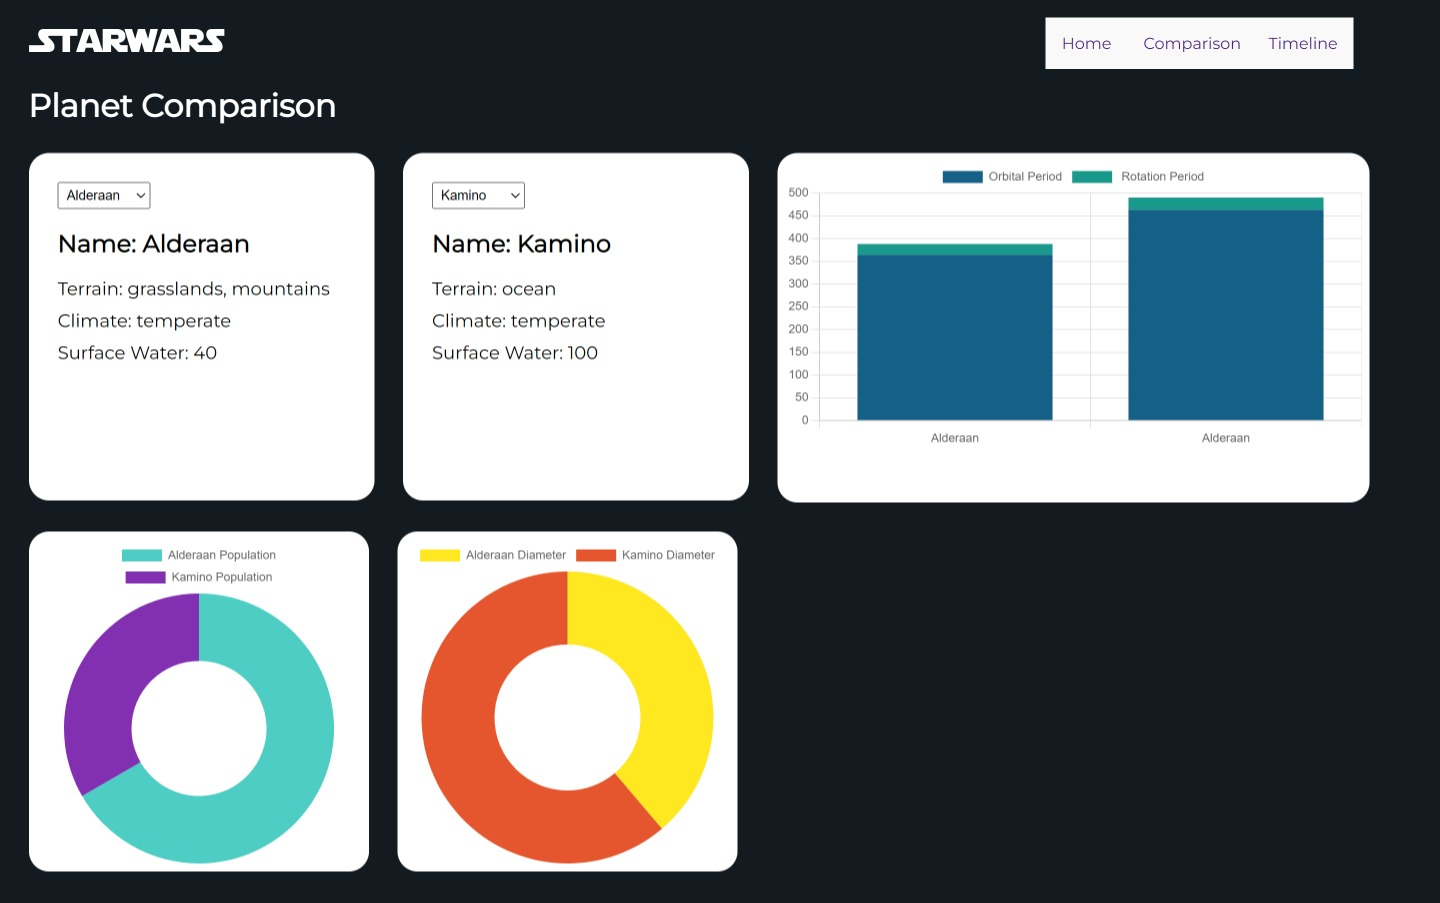 STARWARS
Home Comparison Timeline
Planet Comparison
Alderaan
Name: Alderaan
Terrain: grasslands, mountains
Climate: temperate
Surface Water: 40
Kamino
Name: Kamino
Terrain: ocean
Climate: temperate
Surface Water: 100
Orbital Period Rotation Period
500
450
400
350
300
250
200
150
100
50
0
Alderaan Alderaan
Alderaan Population
Kamino Population
Alderaan Diameter Kamino Diameter